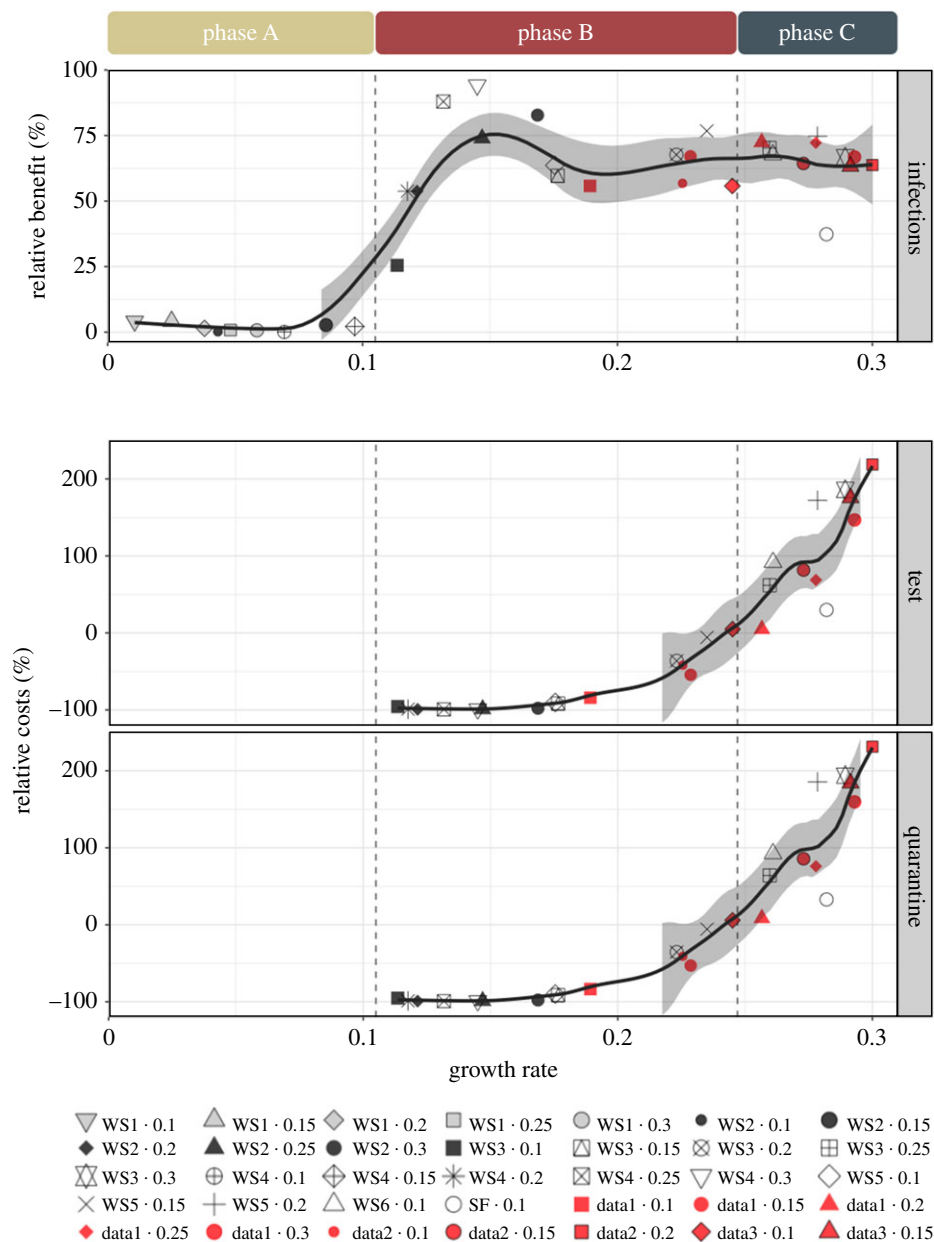 phase A phase B phase C
100
75
50
25
0
relative benefit (%)
infections
0 0.1 0.2 0.3
200
100
0
−100
test
relative costs (%)
200
100
0
−100
quarantine
0 0.1 0.2 0.3
growth rate
WS1 · 0.1 WS1 · 0.15 WS1 · 0.2 WS1 · 0.25 WS1 · 0.3 WS2 · 0.1 WS2 · 0.15
WS2 · 0.2 WS2 · 0.25 WS2 · 0.3 WS3 · 0.1 WS3 · 0.15 WS3 · 0.2 WS3 · 0.25
WS3 · 0.3 WS4 · 0.1 WS4 · 0.15 WS4 · 0.2 WS4 · 0.25 WS4 · 0.3 WS5 · 0.1
WS5 · 0.15 WS5 · 0.2 WS6 · 0.1 SF · 0.1 data1 · 0.1 data1 · 0.15 data1 · 0.2
data1 · 0.25 data1 · 0.3 data2 · 0.1 data2 · 0.15 data2 · 0.2 data3 · 0.1 data3 · 0.15